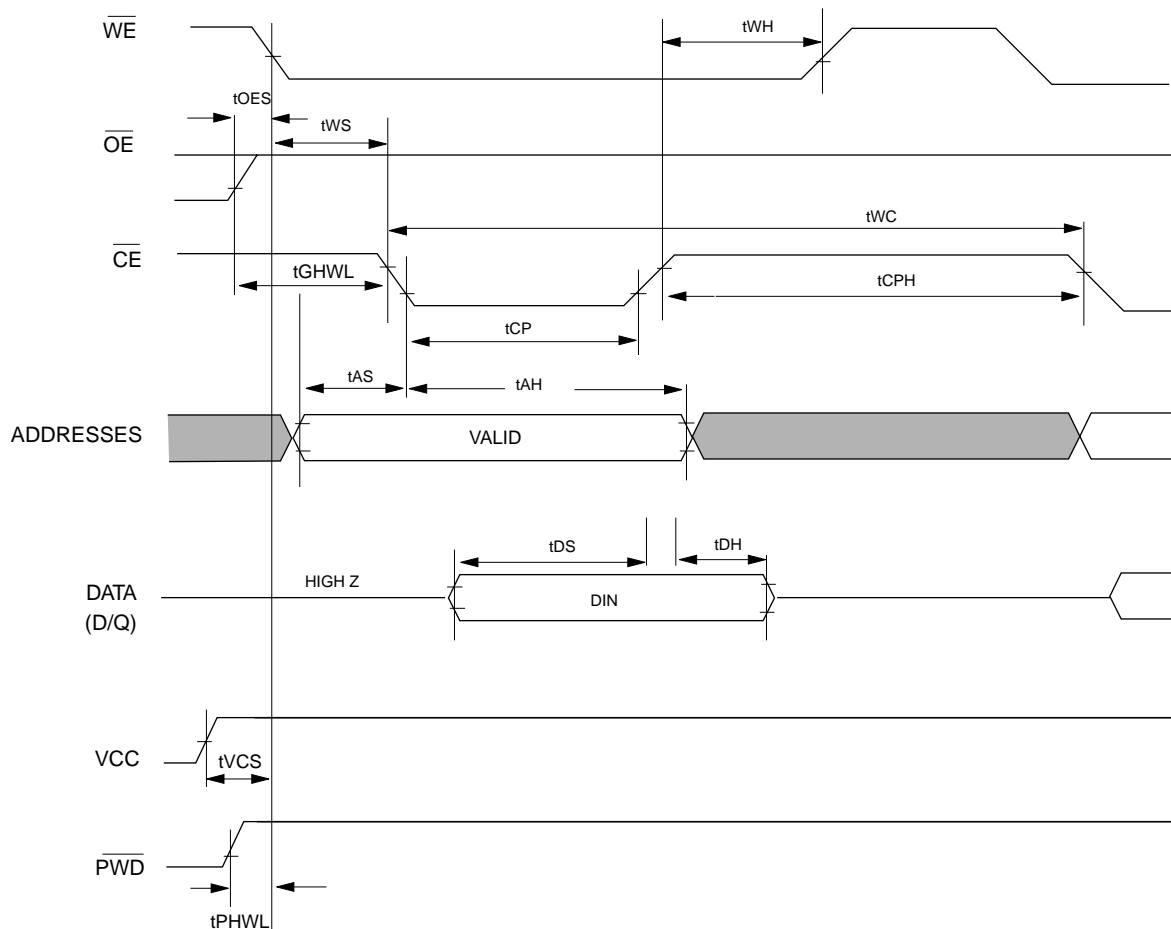 WE
tWH
tOES
tWS
OE
tWC
CE
tGHWL
tCPH
tCP
tAS
tAH
ADDRESSES
VALID
tDS
tDH
HIGH Z
DATA
(D/Q)
DIN
VCC
tVCS
PWD
tPHWL